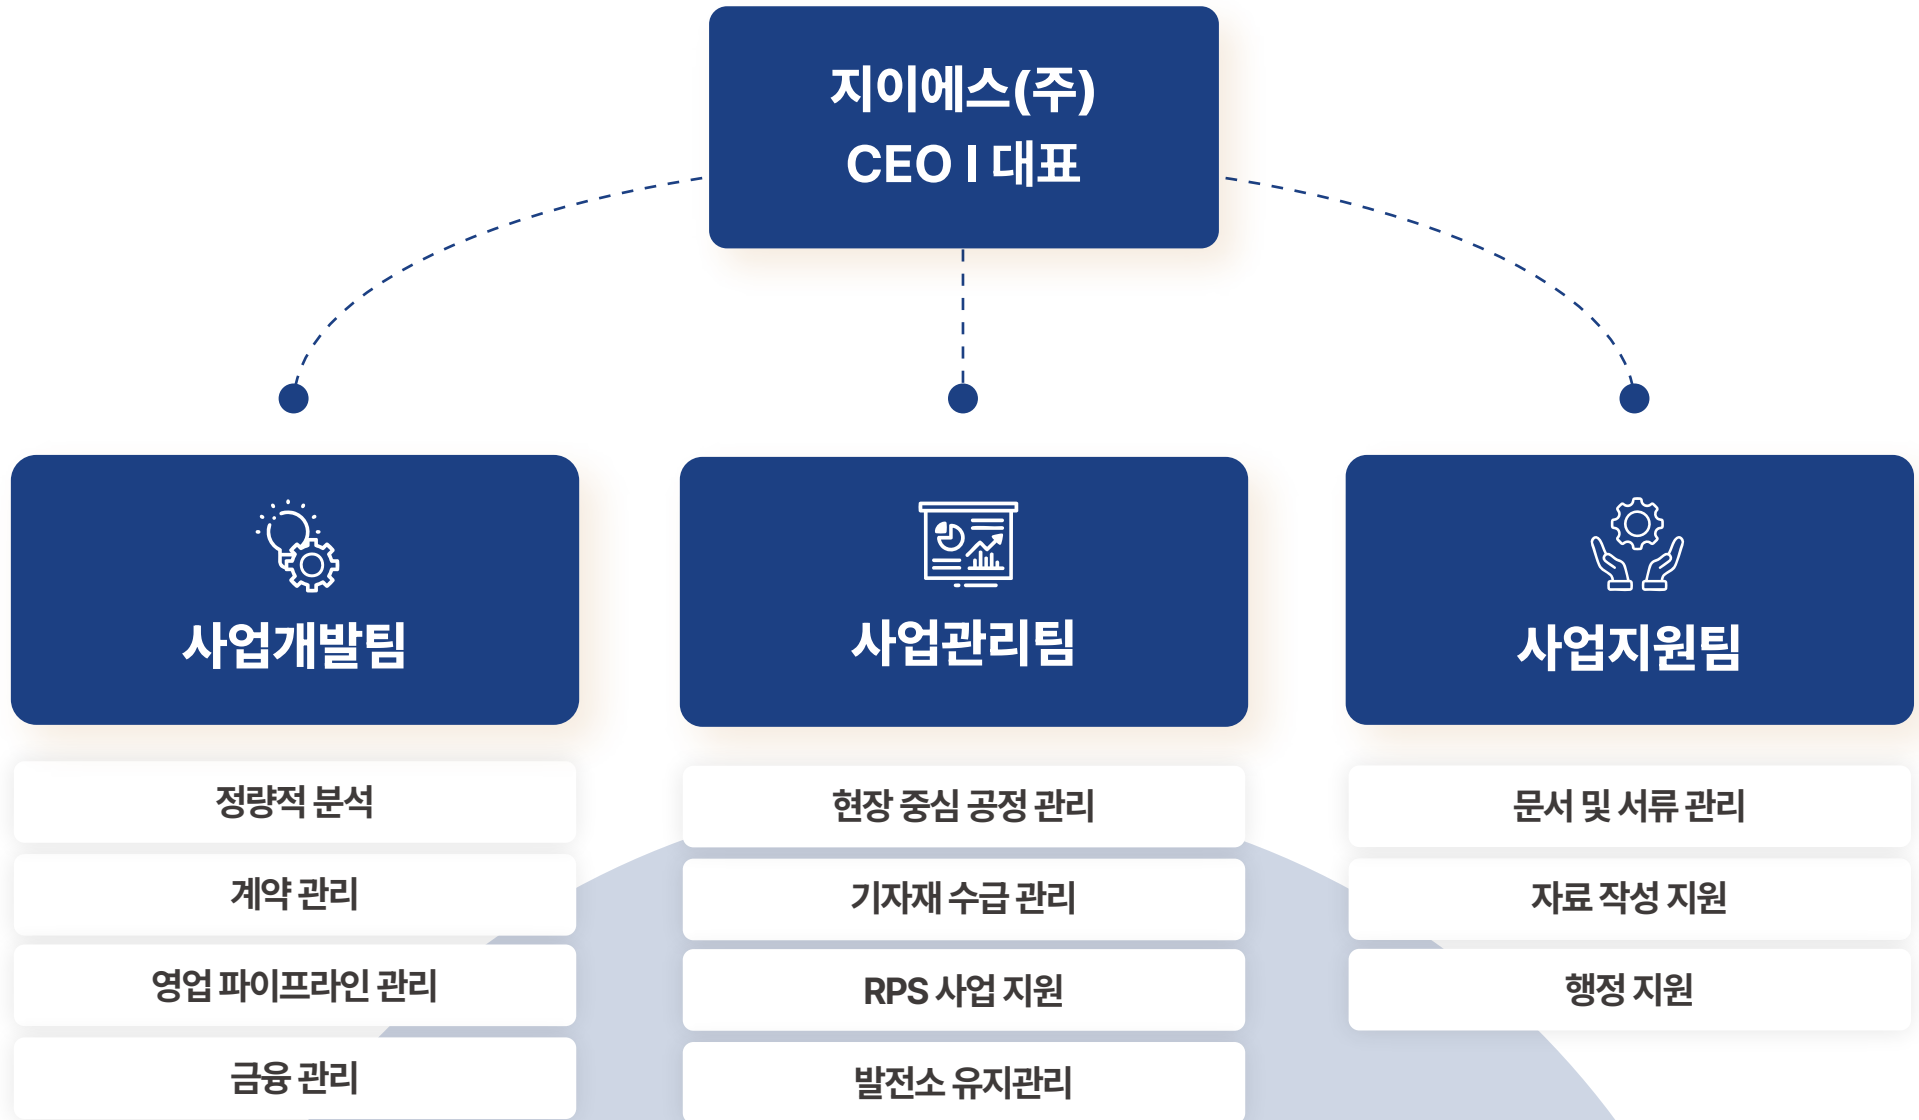 지이에스(주)
CEO I 대표
사업개발팀
정량적 분석
계약 관리
영업 파이프라인 관리
금융 관리
사업관리팀
현장 중심 공정 관리
기자재 수급 관리
RPS 사업 지원
발전소 유지관리
사업지원팀
문서 및 서류 관리
자료 작성 지원
행정 지원